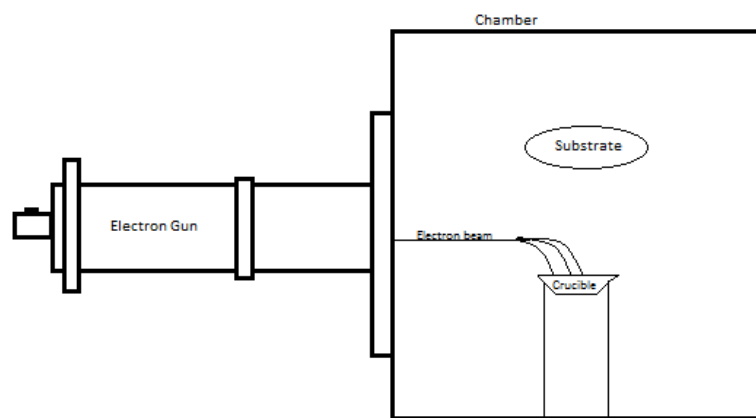 Chamber
Substrate
Electron Gun
Electron beam
Crucible